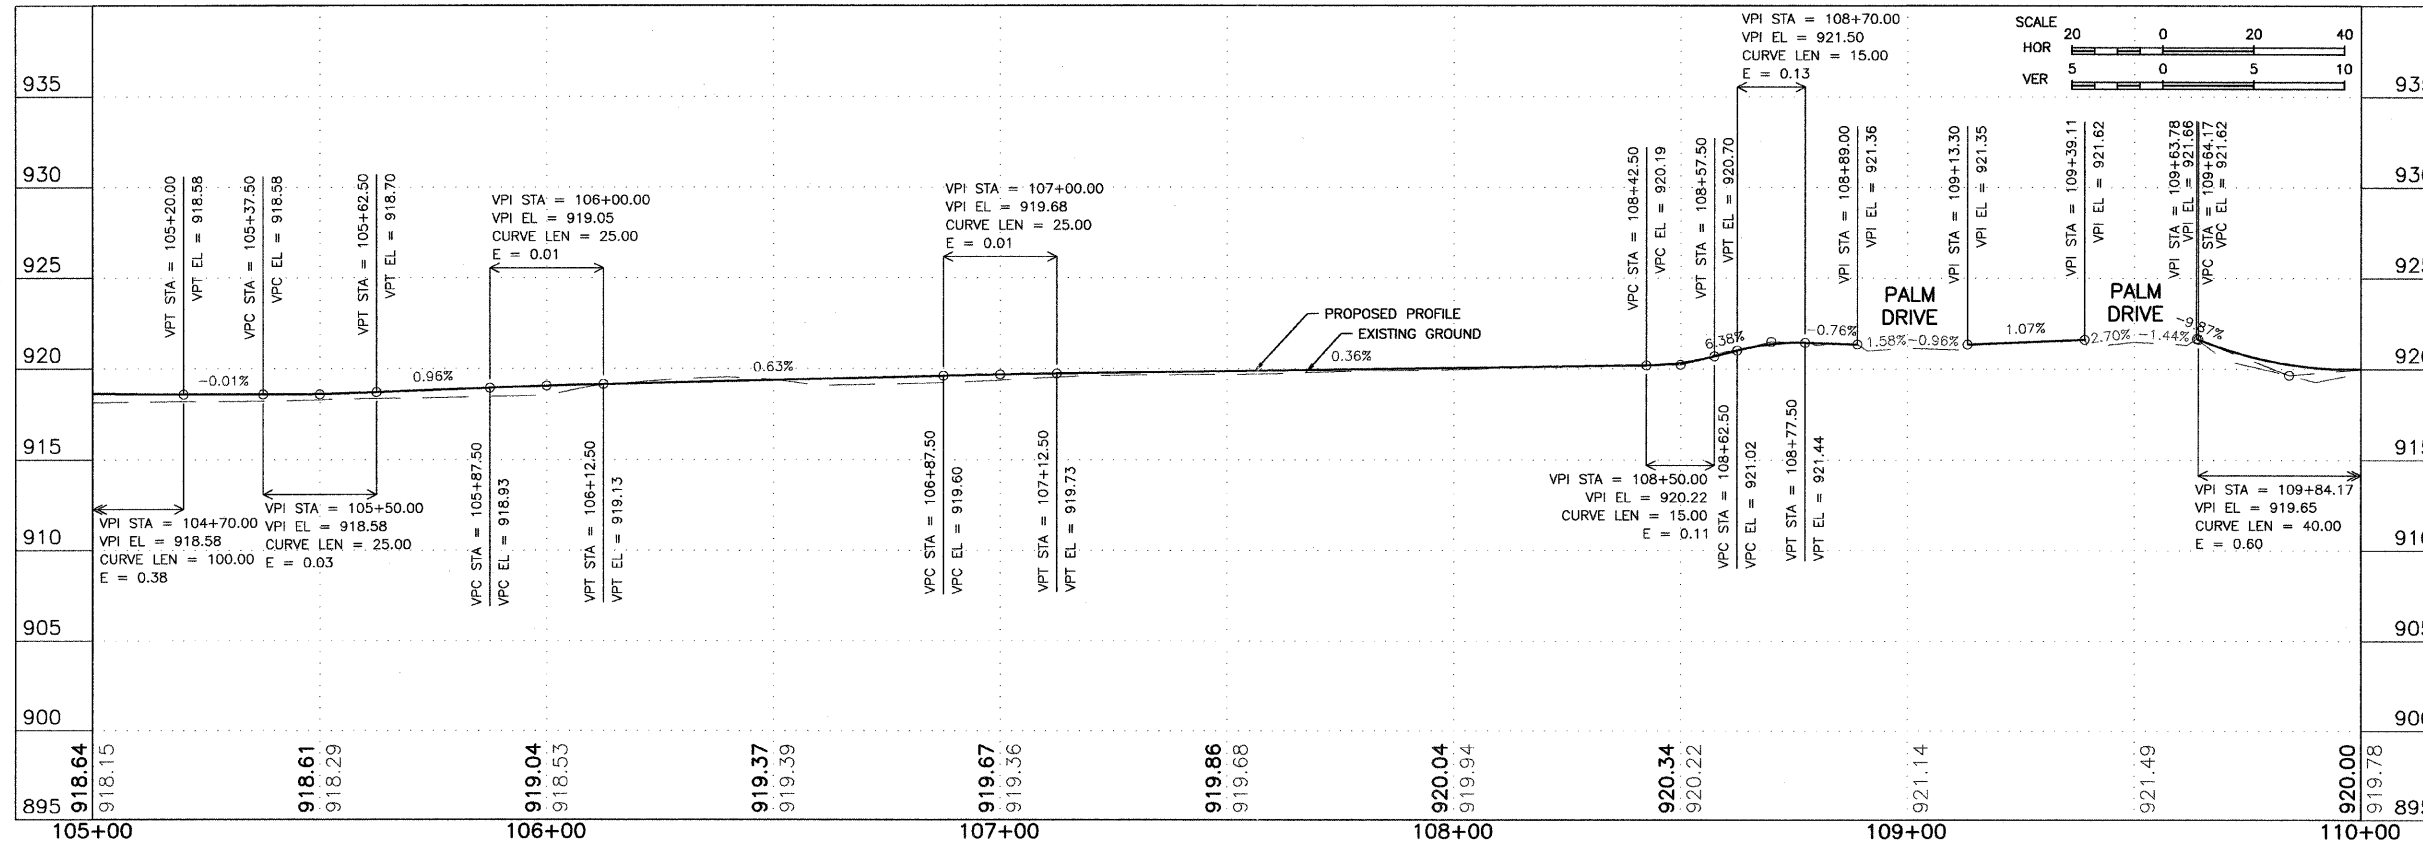 SCALE
HOR
20 0 20 40
VER
5 0 5 10
935
930
925
920
915
910
905
900
895
VPT STA = 105+20.00
VPT EL = 918.58
VPC STA = 105+37.50
VPC EL = 918.58
VPT STA = 105+62.50
VPT EL = 918.70
VPI STA = 106+00.00
VPI EL = 919.05
CURVE LEN = 25.00
E = 0.01
VPI STA = 107+00.00
VPI EL = 919.68
CURVE LEN = 25.00
E = 0.01
VPC STA = 108+42.50
VPC EL = 920.19
VPT STA = 108+57.50
VPT EL = 920.70
VPI STA = 108+70.00
VPI EL = 921.50
CURVE LEN = 15.00
E = 0.13
VPI STA = 108+89.00
VPI EL = 921.36
VPI STA = 109+13.30
VPI EL = 921.35
VPI STA = 109+39.11
VPI EL = 921.62
VPI STA = 109+63.78
VPI EL = 921.66
VPC STA = 109+64.17
VPC EL = 921.62
PALM
DRIVE
PALM
DRIVE
PROPOSED PROFILE
EXISTING GROUND
-0.01%
0.96%
0.63%
0.36%
6.38%
-0.76%
1.58%
-0.96%
1.07%
2.70%
-1.44%
-9.87%
VPI STA = 104+70.00
VPI EL = 918.58
CURVE LEN = 100.00
E = 0.38
VPI STA = 105+50.00
VPI EL = 918.58
CURVE LEN = 25.00
E = 0.03
VPC STA = 105+87.50
VPC EL = 918.93
VPT STA = 106+12.50
VPT EL = 919.13
VPC STA = 106+87.50
VPC EL = 919.60
VPT STA = 107+12.50
VPT EL = 919.73
VPI STA = 108+50.00
VPI EL = 920.22
CURVE LEN = 15.00
E = 0.11
VPC STA = 108+62.50
VPC EL = 921.02
VPT STA = 108+77.50
VPT EL = 921.44
VPI STA = 109+84.17
VPI EL = 919.65
CURVE LEN = 40.00
E = 0.60
918.64
918.15
918.61
918.29
919.04
918.53
919.37
919.39
919.67
919.36
919.86
919.68
920.04
919.94
920.34
920.22
921.14
921.49
920.00
919.78
105+00
106+00
107+00
108+00
109+00
110+00